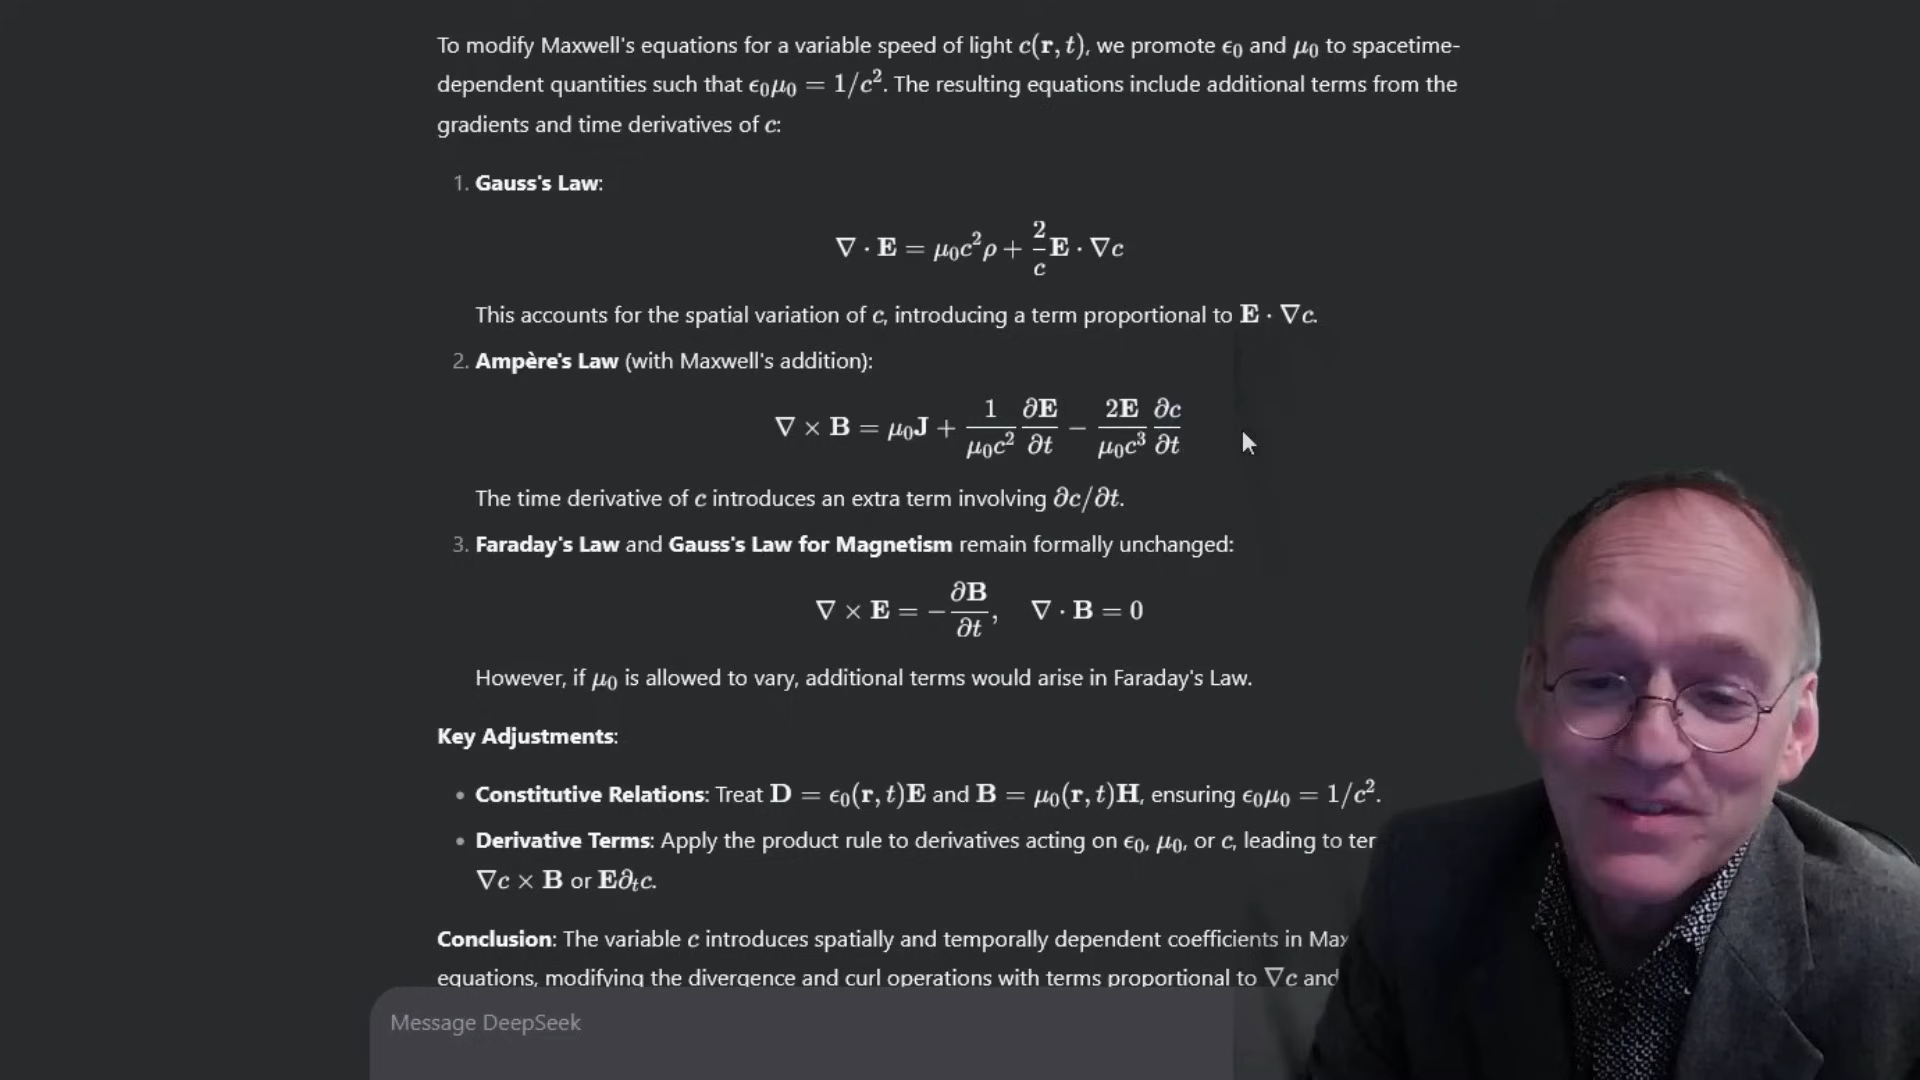 To modify Maxwell's equations for a variable speed of light c(r, t), we promote ϵ₀ and μ₀ to spacetime-
dependent quantities such that ϵ₀μ₀ = 1/c². The resulting equations include additional terms from the
gradients and time derivatives of c:
1. Gauss's Law:
∇ · E = μ₀c²ρ + 2/c E · ∇c
This accounts for the spatial variation of c, introducing a term proportional to E · ∇c.
2. Ampère's Law (with Maxwell's addition):
∇ × B = μ₀J + 1/μ₀c² ∂E/∂t − 2E/μ₀c³ ∂c/∂t
The time derivative of c introduces an extra term involving ∂c/∂t.
3. Faraday's Law and Gauss's Law for Magnetism remain formally unchanged:
∇ × E = −∂B/∂t, ∇ · B = 0
However, if μ₀ is allowed to vary, additional terms would arise in Faraday's Law.
Key Adjustments:
• Constitutive Relations: Treat D = ϵ₀(r, t)E and B = μ₀(r, t)H, ensuring ϵ₀μ₀ = 1/c².
• Derivative Terms: Apply the product rule to derivatives acting on ϵ₀, μ₀, or c, leading to
∇c × B or E∂ₜc.
Conclusion: The variable c introduces spatially and temporally dependent coefficients in
equations, modifying the divergence and curl operations with terms proportional to ∇c and
Message DeepSeek